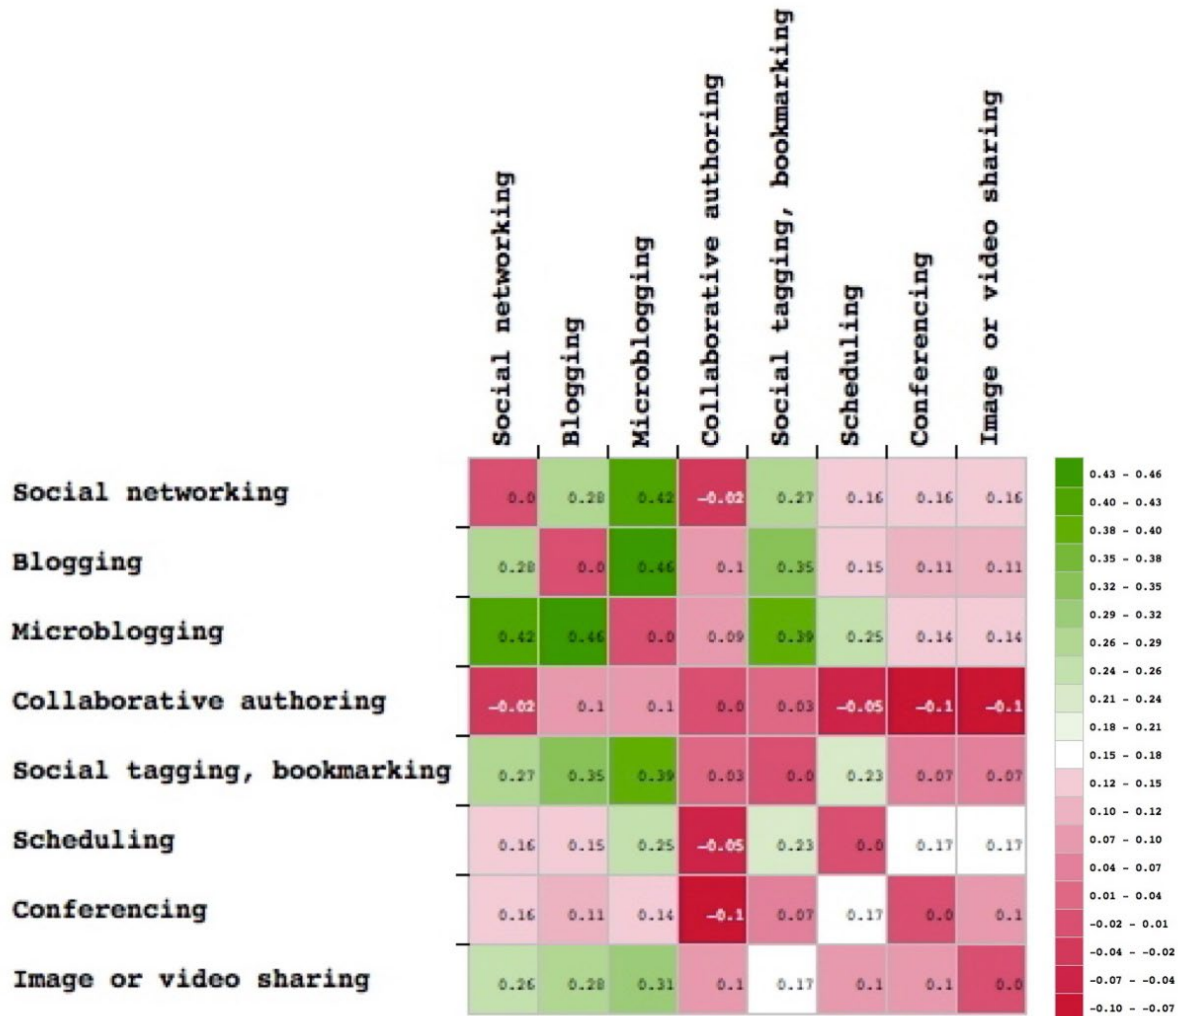 Social networking
Blogging
Microblogging
Collaborative authoring
Social tagging, bookmarking
Scheduling
Conferencing
Image or video sharing
Social networking 0.0 0.28 0.42 -0.02 0.27 0.16 0.16 0.16
Blogging 0.28 0.0 0.46 0.1 0.35 0.15 0.11 0.11
Microblogging 0.42 0.46 0.0 0.09 0.39 0.25 0.14 0.14
Collaborative authoring -0.02 0.1 0.1 0.0 0.03 -0.05 -0.1 -0.1
Social tagging, bookmarking 0.27 0.35 0.39 0.03 0.0 0.23 0.07 0.07
Scheduling 0.16 0.15 0.25 -0.05 0.23 0.0 0.17 0.17
Conferencing 0.16 0.11 0.14 -0.1 0.07 0.17 0.0 0.1
Image or video sharing 0.26 0.28 0.31 0.1 0.17 0.1 0.1 0.0
0.43 - 0.46
0.40 - 0.43
0.38 - 0.40
0.35 - 0.38
0.32 - 0.35
0.29 - 0.32
0.26 - 0.29
0.24 - 0.26
0.21 - 0.24
0.18 - 0.21
0.15 - 0.18
0.12 - 0.15
0.10 - 0.12
0.07 - 0.10
0.04 - 0.07
0.01 - 0.04
-0.02 - 0.01
-0.04 - -0.02
-0.07 - -0.04
-0.10 - -0.07